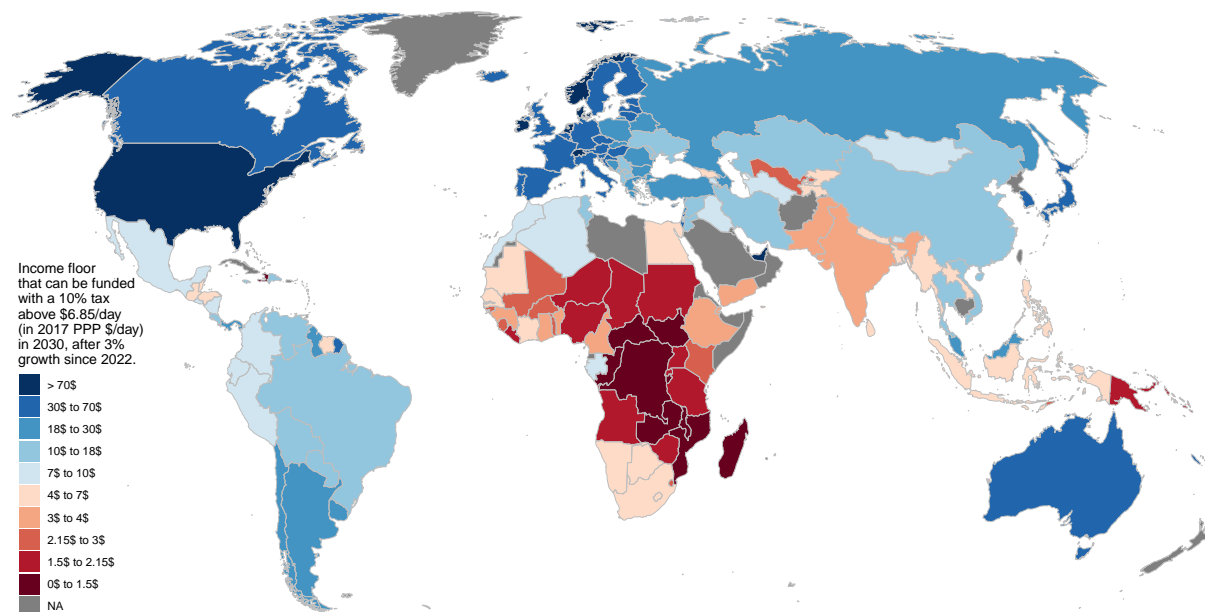 Income floor
that can be funded
with a 10% tax
above $6.85/day
(in 2017 PPP $/day)
in 2030, after 3%
growth since 2022.
> 70$
30$ to 70$
18$ to 30$
10$ to 18$
7$ to 10$
4$ to 7$
3$ to 4$
2.15$ to 3$
1.5$ to 2.15$
0$ to 1.5$
NA